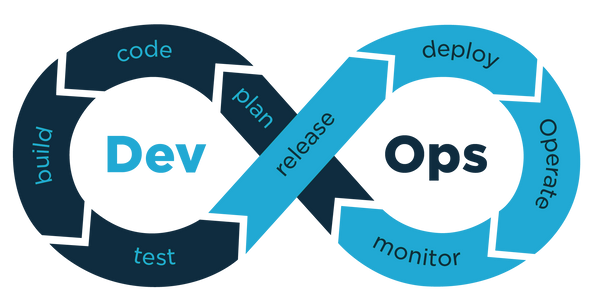 code
plan
build
Dev
test
release
deploy
Ops
Operate
monitor